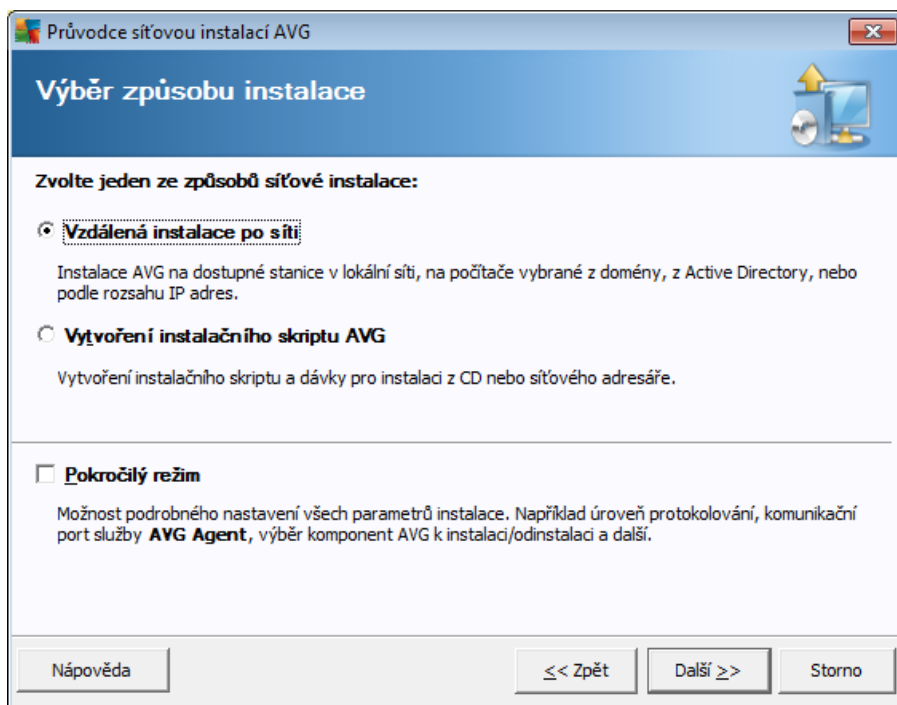 Průvodce síťovou instalací AVG
Výběr způsobu instalace
Zvolte jeden ze způsobů síťové instalace:
Vzdálená instalace po síti
Instalace AVG na dostupné stanice v lokální síti, na počítače vybrané z domény, z Active Directory, nebo
podle rozsahu IP adres.
Vytvoření instalačního skriptu AVG
Vytvoření instalačního skriptu a dávky pro instalaci z CD nebo síťového adresáře.
Pokročilý režim
Možnost podrobného nastavení všech parametrů instalace. Například úroveň protokolování, komunikační
port služby AVG Agent, výběr komponent AVG k instalaci/odinstalaci a další.
Nápověda
<< Zpět
Další >>
Storno